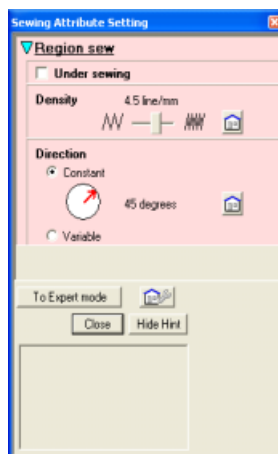 Sewing Attribute Setting
Region sew
Under sewing
Density 4.5 line/mm
Direction
Constant
45 degrees
Variable
To Expert mode
Close Hide Hint